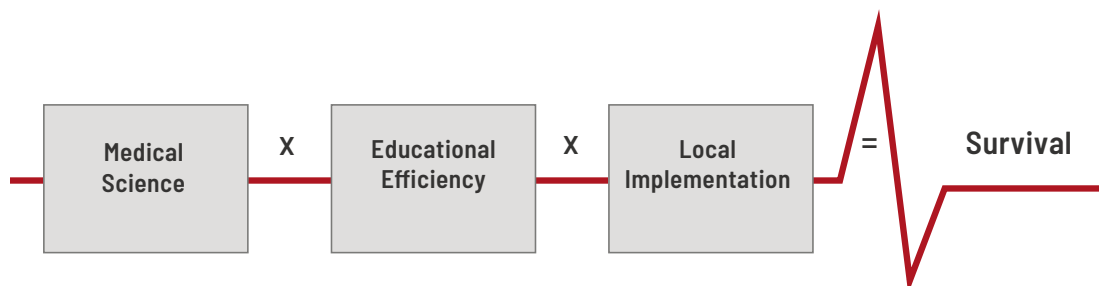 Medical
Science
x
Educational
Efficiency
x
Local
Implementation
=
Survival